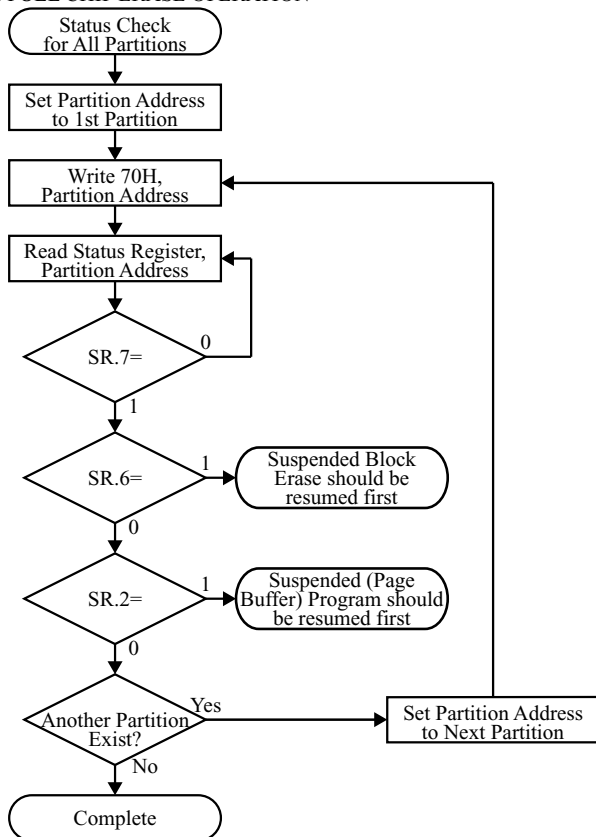 Status Check
for All Partitions
Set Partition Address
to 1st Partition
Write 70H,
Partition Address
Read Status Register,
Partition Address
SR.7=
0
1
SR.6=
1
Suspended Block
Erase should be
resumed first
0
SR.2=
1
Suspended (Page
Buffer) Program should
be resumed first
0
Another Partition
Exist?
Yes
Set Partition Address
to Next Partition
No
Complete